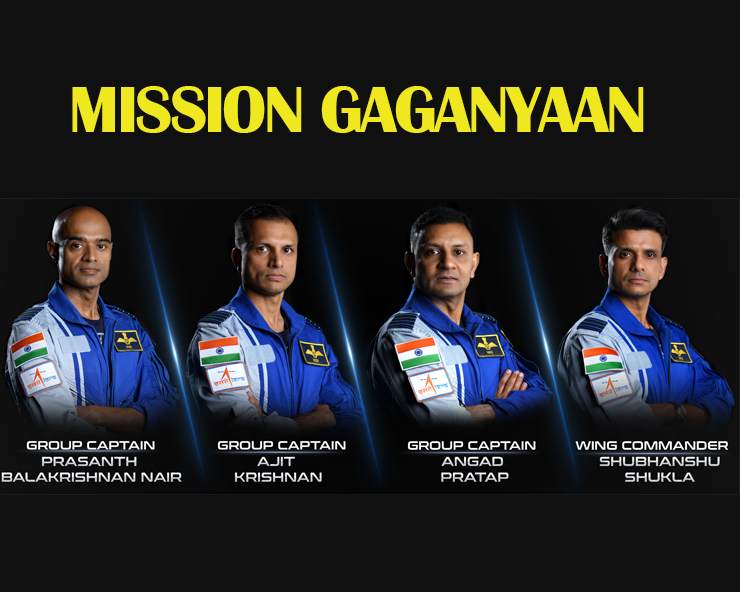 MISSION GAGANYAAN
GROUP CAPTAIN
PRASANTH
BALAKRISHNAN NAIR
GROUP CAPTAIN
AJIT
KRISHNAN
GROUP CAPTAIN
ANGAD
PRATAP
WING COMMANDER
SHUBHANSHU
SHUKLA